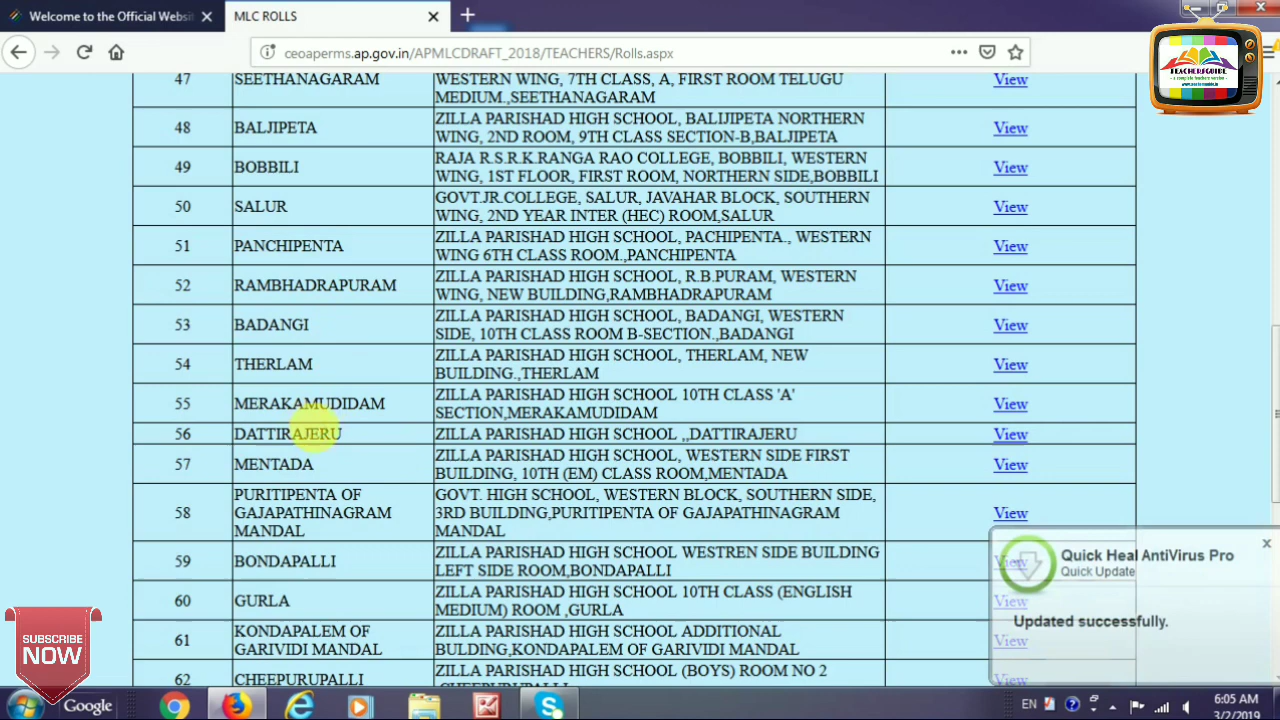 Welcome to the Official Websi
MLC ROLLS
ceoaperms.ap.gov.in/APMLCDRAFT_2018/TEACHERS/Rolls.aspx
TEACHERSGUIDE
47 SEETHANAGARAM WESTERN WING, 7TH CLASS, A, FIRST ROOM TELUGU View
MEDIUM.,SEETHANAGARAM
48 BALJIPETA ZILLA PARISHAD HIGH SCHOOL, BALIJIPETA NORTHERN View
WING, 2ND ROOM, 9TH CLASS SECTION-B,BALJIPETA
49 BOBBILI RAJA R.S.R.K.RANGA RAO COLLEGE, BOBBILI, WESTERN View
WING, 1ST FLOOR, FIRST ROOM, NORTHERN SIDE,BOBBILI
50 SALUR GOVT.JR.COLLEGE, SALUR, JAVAHAR BLOCK, SOUTHERN View
WING, 2ND YEAR INTER (HEC) ROOM,SALUR
51 PANCHIPENTA ZILLA PARISHAD HIGH SCHOOL, PACHIPENTA., WESTERN View
WING 6TH CLASS ROOM.,PANCHIPENTA
52 RAMBHADRAPURAM ZILLA PARISHAD HIGH SCHOOL, R.B.PURAM, WESTERN View
WING, NEW BUILDING,RAMBHADRAPURAM
53 BADANGI ZILLA PARISHAD HIGH SCHOOL, BADANGI, WESTERN View
SIDE, 10TH CLASS ROOM B-SECTION.,BADANGI
54 THERLAM ZILLA PARISHAD HIGH SCHOOL, THERLAM, NEW View
BUILDING.,THERLAM
55 MERAKAMUDIDAM ZILLA PARISHAD HIGH SCHOOL 10TH CLASS 'A' View
SECTION,MERAKAMUDIDAM
56 DATTIRAJERU ZILLA PARISHAD HIGH SCHOOL ,,DATTIRAJERU View
57 MENTADA ZILLA PARISHAD HIGH SCHOOL, WESTERN SIDE FIRST View
BUILDING, 10TH (EM) CLASS ROOM,MENTADA
58 PURITIPENTA OF GAJAPATHINAGRAM MANDAL GOVT. HIGH SCHOOL, WESTERN BLOCK, SOUTHERN SIDE, View
3RD BUILDING,PURITIPENTA OF GAJAPATHINAGRAM
MANDAL
59 BONDAPALLI ZILLA PARISHAD HIGH SCHOOL WESTREN SIDE BUILDING View
LEFT SIDE ROOM,BONDAPALLI
60 GURLA ZILLA PARISHAD HIGH SCHOOL 10TH CLASS (ENGLISH View
MEDIUM) ROOM ,GURLA
61 KONDAPALEM OF GARIVIDI MANDAL ZILLA PARISHAD HIGH SCHOOL ADDITIONAL View
BULDING,KONDAPALEM OF GARIVIDI MANDAL
62 CHEEPURUPALLI ZILLA PARISHAD HIGH SCHOOL (BOYS) ROOM NO 2 View
Quick Heal AntiVirus Pro
Quick Update
Updated successfully.
SUBSCRIBE
NOW
Google
EN
6:05 AM
3/2/2019